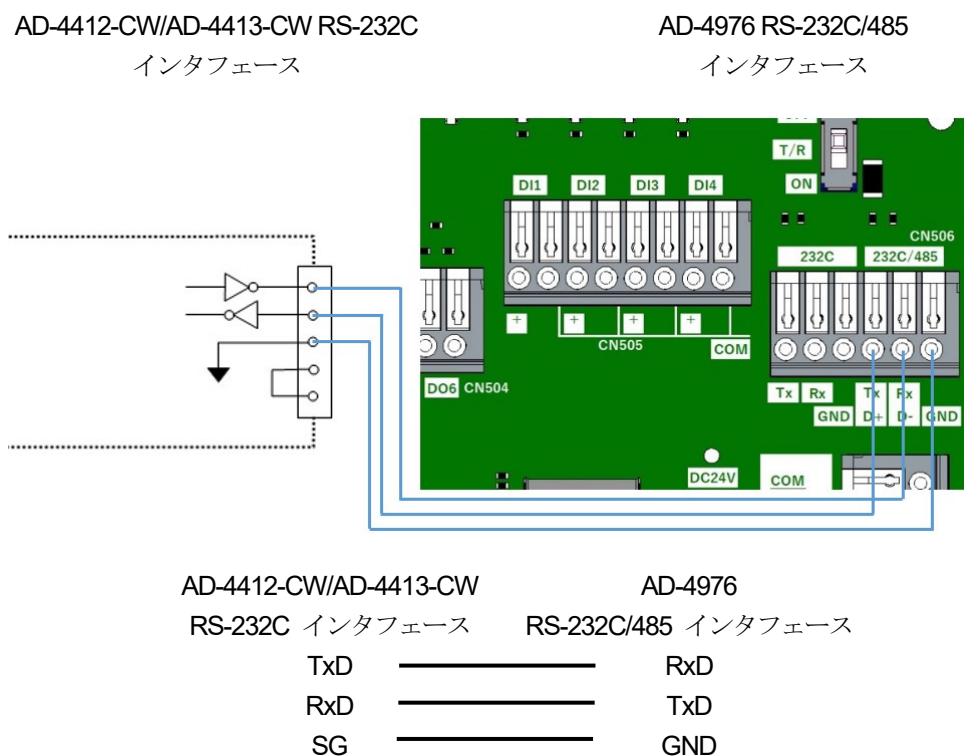 AD-4412-CW/AD-4413-CW RS-232C
インタフェース
AD-4976 RS-232C/485
インタフェース
T/R
ON
DI1 DI2 DI3 DI4
CN506
232C 232C/485
+ + + +
CN505
COM
DO6 CN504
Tx Rx Tx Rx
GND D+ D- GND
DC24V
COM
AD-4412-CW/AD-4413-CW
RS-232C インタフェース
AD-4976
RS-232C/485 インタフェース
TxD RxD
RxD TxD
SG GND